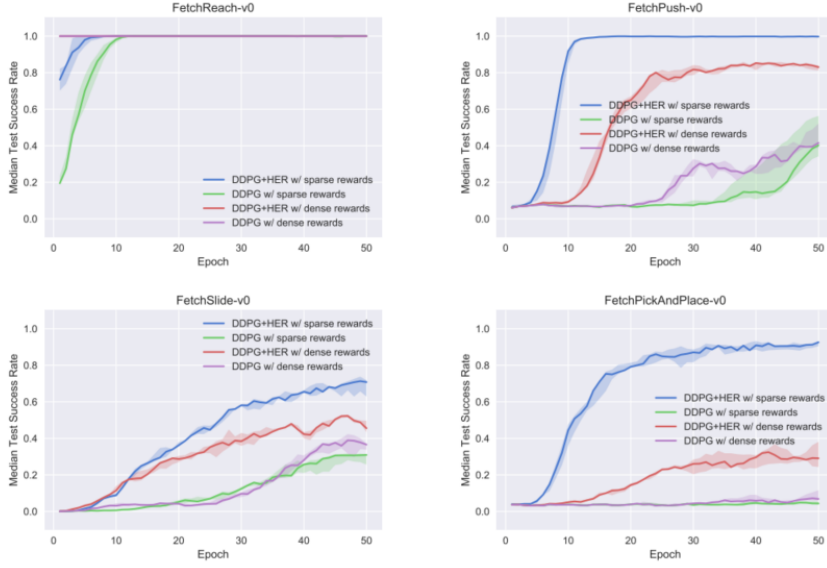 FetchReach-v0
Median Test Success Rate
1.0
0.8
0.6
0.4
0.2
0.0
DDPG+HER w/ sparse rewards
DDPG w/ sparse rewards
DDPG+HER w/ dense rewards
DDPG w/ dense rewards
0 10 20 30 40 50
Epoch
FetchPush-v0
Median Test Success Rate
1.0
0.8
0.6
0.4
0.2
0.0
DDPG+HER w/ sparse rewards
DDPG w/ sparse rewards
DDPG+HER w/ dense rewards
DDPG w/ dense rewards
0 10 20 30 40 50
Epoch
FetchSlide-v0
Median Test Success Rate
1.0
0.8
0.6
0.4
0.2
0.0
DDPG+HER w/ sparse rewards
DDPG w/ sparse rewards
DDPG+HER w/ dense rewards
DDPG w/ dense rewards
0 10 20 30 40 50
Epoch
FetchPickAndPlace-v0
Median Test Success Rate
1.0
0.8
0.6
0.4
0.2
0.0
DDPG+HER w/ sparse rewards
DDPG w/ sparse rewards
DDPG+HER w/ dense rewards
DDPG w/ dense rewards
0 10 20 30 40 50
Epoch